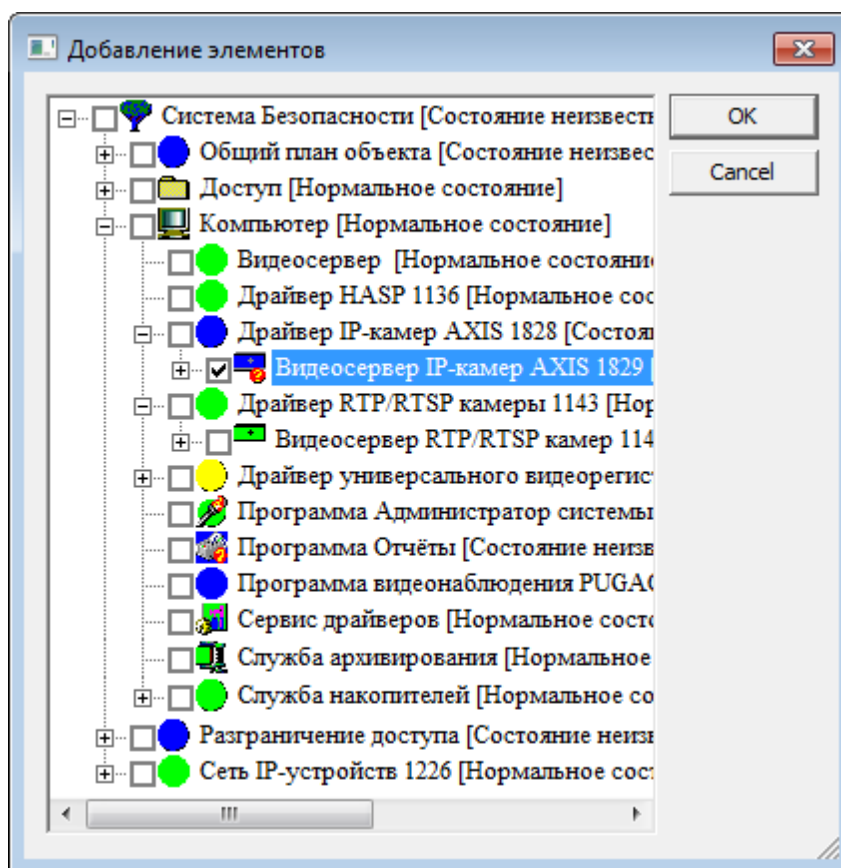 Добавление элементов
Система Безопасности [Состояние неизвестн
OK
Общий план объекта [Состояние неизвес
Cancel
Доступ [Нормальное состояние]
Компьютер [Нормальное состояние]
Видеосервер [Нормальное состояни
Драйвер HASP 1136 [Нормальное сос
Драйвер IP-камер AXIS 1828 [Состоя
Видеосервер IP-камер AXIS 1829 [
Драйвер RTP/RTSP камеры 1143 [Нор
Видеосервер RTP/RTSP камер 114
Драйвер универсального видеорегис
Программа Администратор системы
Программа Отчёты [Состояние неизв
Программа видеонаблюдения PUGAC
Сервис драйверов [Нормальное состо
Служба архивирования [Нормальное
Служба накопителей [Нормальное со
Разграничение доступа [Состояние неизв
Сеть IP-устройств 1226 [Нормальное сос